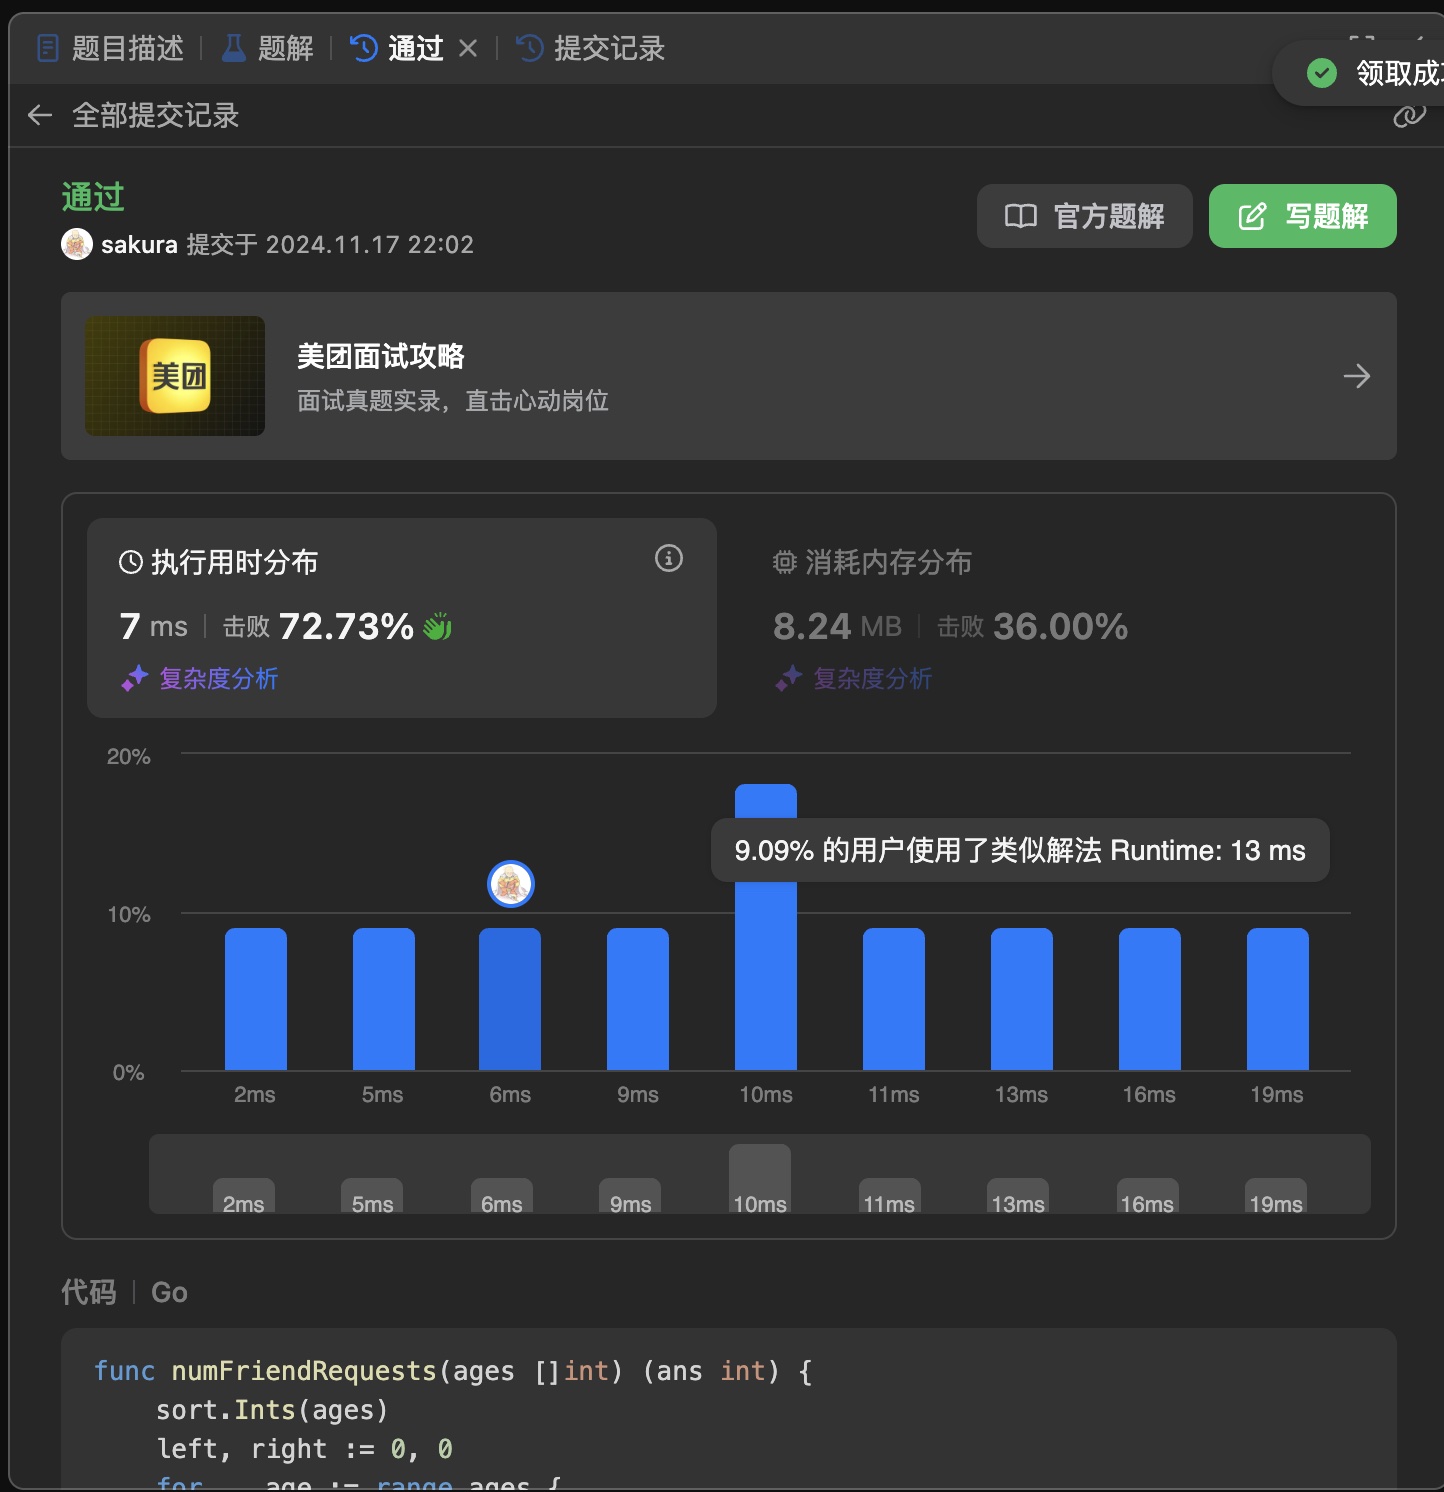 题目描述 题解 通过 提交记录
领取成
全部提交记录
通过
官方题解 写题解
sakura 提交于 2024.11.17 22:02
美团
美团面试攻略
面试真题实录，直击心动岗位
执行用时分布
7 ms 击败 72.73%
复杂度分析
消耗内存分布
8.24 MB 击败 36.00%
复杂度分析
20%
9.09% 的用户使用了类似解法 Runtime: 13 ms
10%
0%
2ms 5ms 6ms 9ms 10ms 11ms 13ms 16ms 19ms
2ms 5ms 6ms 9ms 10ms 11ms 13ms 16ms 19ms
代码 Go
func numFriendRequests(ages []int) (ans int) {
sort.Ints(ages)
left, right := 0, 0
for _, age := range ages {